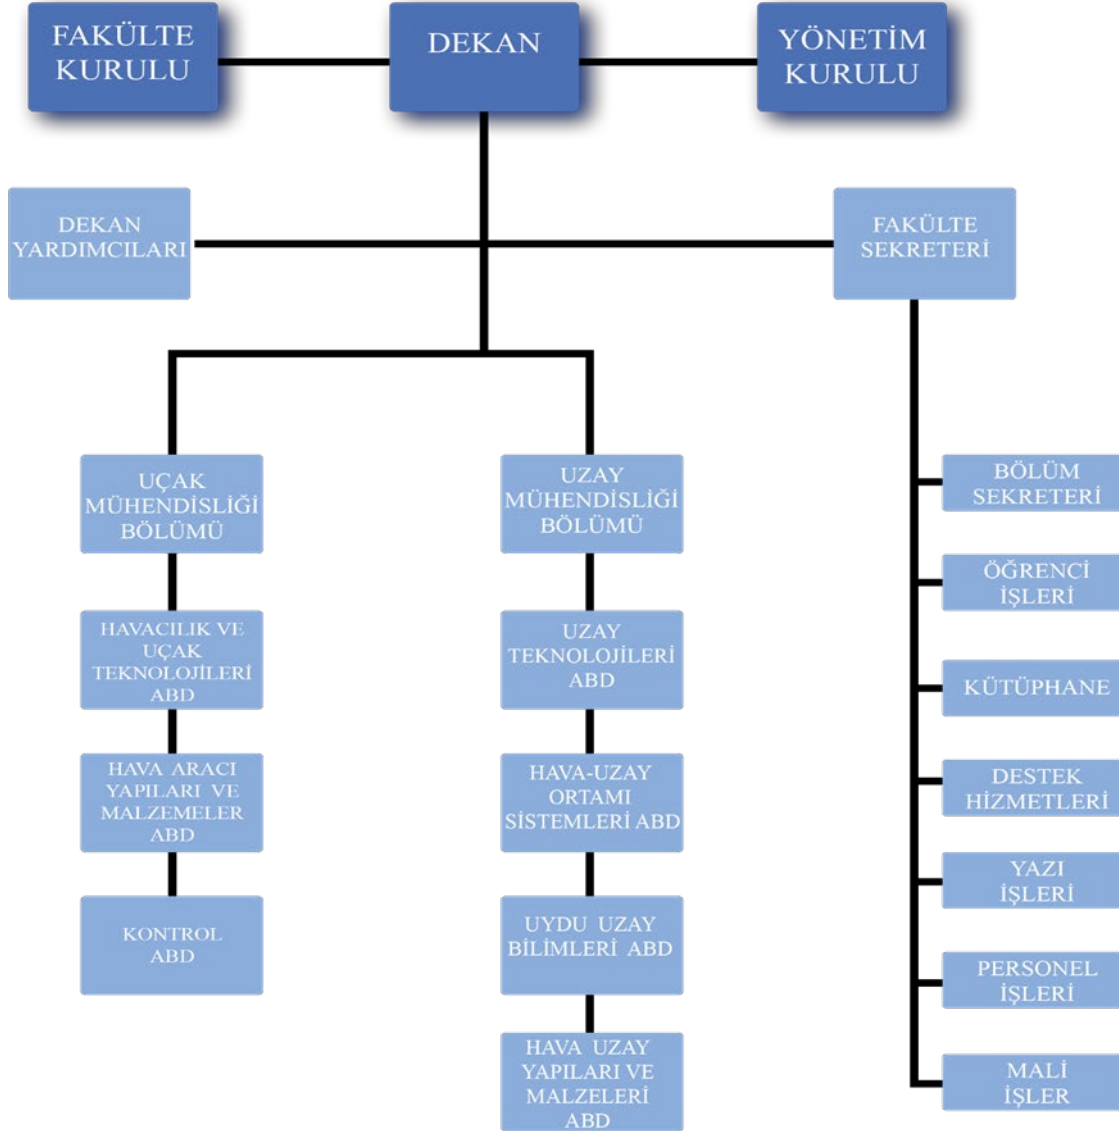 FAKÜLTE
KURULU
DEKAN
YÖNETİM
KURULU
DEKAN
YARDIMCILARI
FAKÜLTE
SEKRETERİ
UÇAK
MÜHENDİSLİĞİ
BÖLÜMÜ
HAVACILIK VE
UÇAK
TEKNOLOJİLERİ
ABD
HAVA ARACI
YAPILARI VE
MALZEMELER
ABD
KONTROL
ABD
UZAY
MÜHENDİSLİĞİ
BÖLÜMÜ
UZAY
TEKNOLOJİLERİ
ABD
HAVA-UZAY
ORTAMI
SİSTEMLERİ ABD
UYDU UZAY
BİLİMLERİ ABD
HAVA UZAY
YAPILARI VE
MALZELERİ
ABD
BÖLÜM
SEKRETERİ
ÖĞRENCİ
İŞLERİ
KÜTÜPHANE
DESTEK
HİZMETLERİ
YAZI
İŞLERİ
PERSONEL
İŞLERİ
MALİ
İŞLER